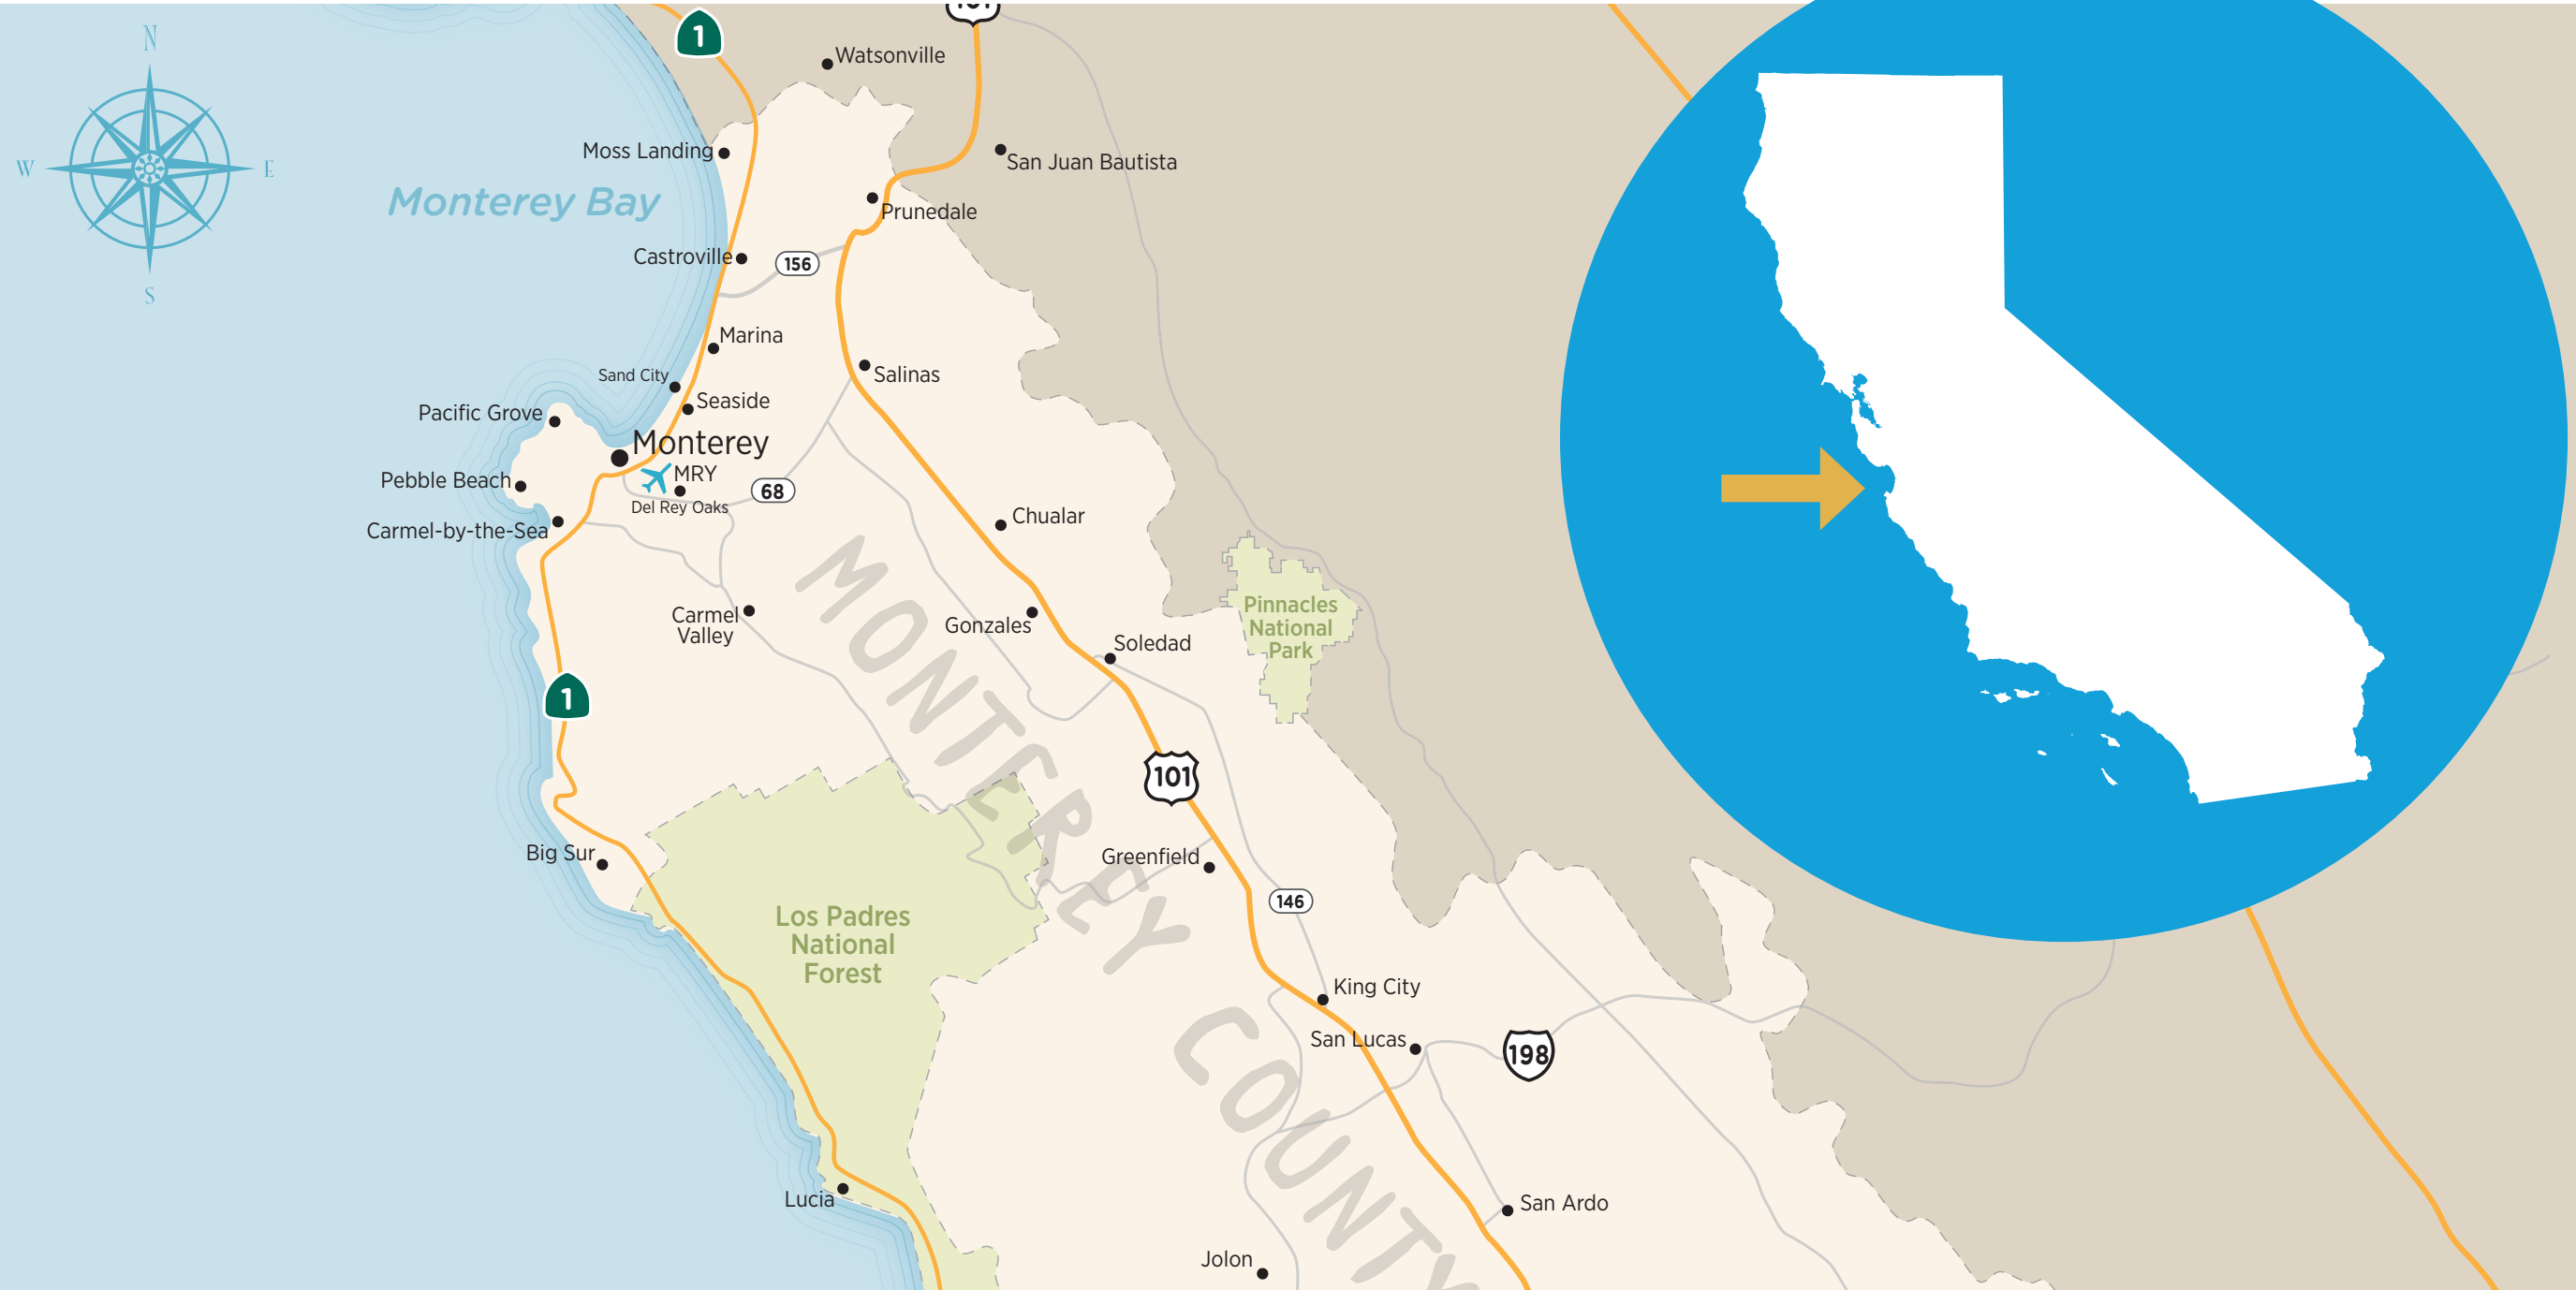 N
W
E
S
1
101
Watsonville
Moss Landing
San Juan Bautista
Monterey Bay
Prunedale
Castroville
156
Marina
Sand City
Salinas
Seaside
Pacific Grove
Monterey
MRY
Pebble Beach
68
Del Rey Oaks
Carmel-by-the-Sea
Chualar
Carmel
Valley
Gonzales
Soledad
Pinnacles
National
Park
1
101
MONTEREY COUNTY
Big Sur
Greenfield
146
Los Padres
National
Forest
King City
San Lucas
198
Lucia
San Ardo
Jolon